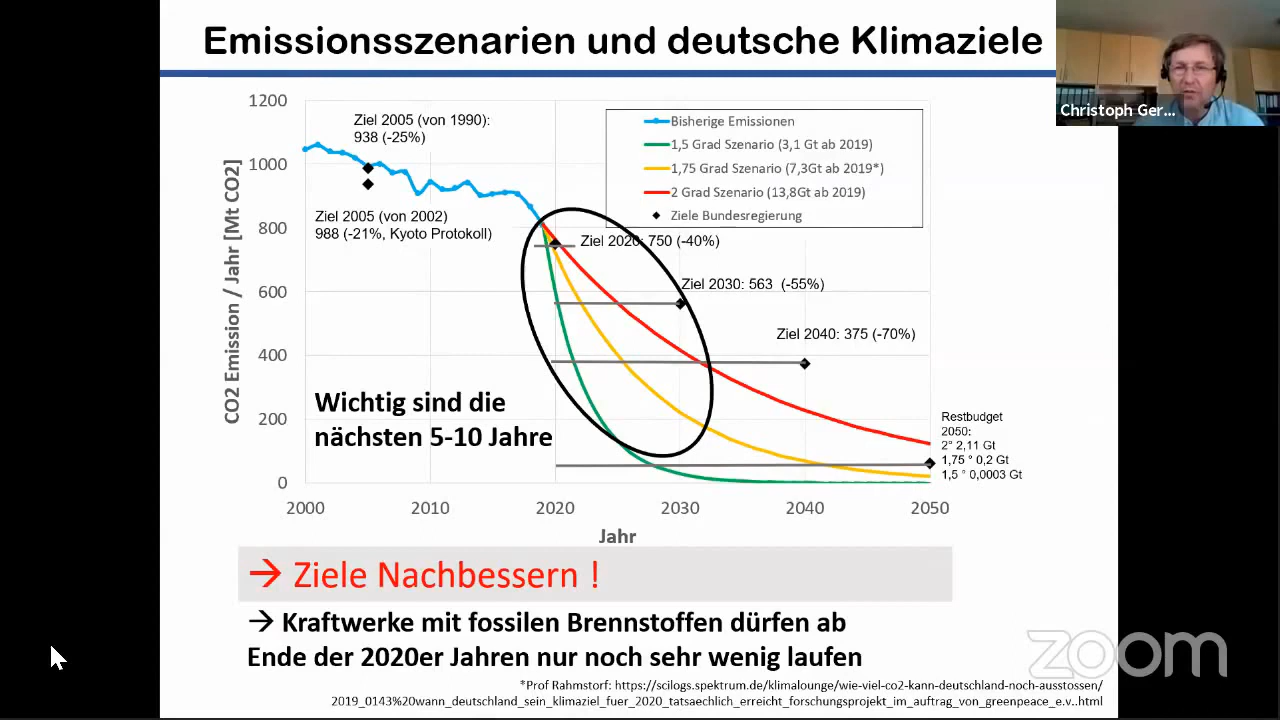 Emissionsszenarien und deutsche Klimaziele
Christoph Ger...
1200
1000
800
600
400
200
0
CO2 Emission / Jahr [Mt CO2]
Ziel 2005 (von 1990):
938 (-25%)
Ziel 2005 (von 2002)
988 (-21%, Kyoto Protokoll)
Bisherige Emissionen
1,5 Grad Szenario (3,1 Gt ab 2019)
1,75 Grad Szenario (7,3Gt ab 2019*)
2 Grad Szenario (13,8Gt ab 2019)
Ziele Bundesregierung
Ziel 2020: 750 (-40%)
Ziel 2030: 563 (-55%)
Ziel 2040: 375 (-70%)
Wichtig sind die
nächsten 5-10 Jahre
Restbudget
2050:
2° 2,11 Gt
1,75 ° 0,2 Gt
1,5 ° 0,0003 Gt
2000 2010 2020 2030 2040 2050
Jahr
→ Ziele Nachbessern !
→ Kraftwerke mit fossilen Brennstoffen dürfen ab
Ende der 2020er Jahren nur noch sehr wenig laufen
zoom
*Prof Rahmstorf: https://scilogs.spektrum.de/klimalounge/wie-viel-co2-kann-deutschland-noch-ausstossen/
2019_0143%20wann_deutschland_sein_klimaziel_fuer_2020_tatsaechlich_erreicht_forschungsprojekt_im_auftrag_von_greenpeace_e.v..html